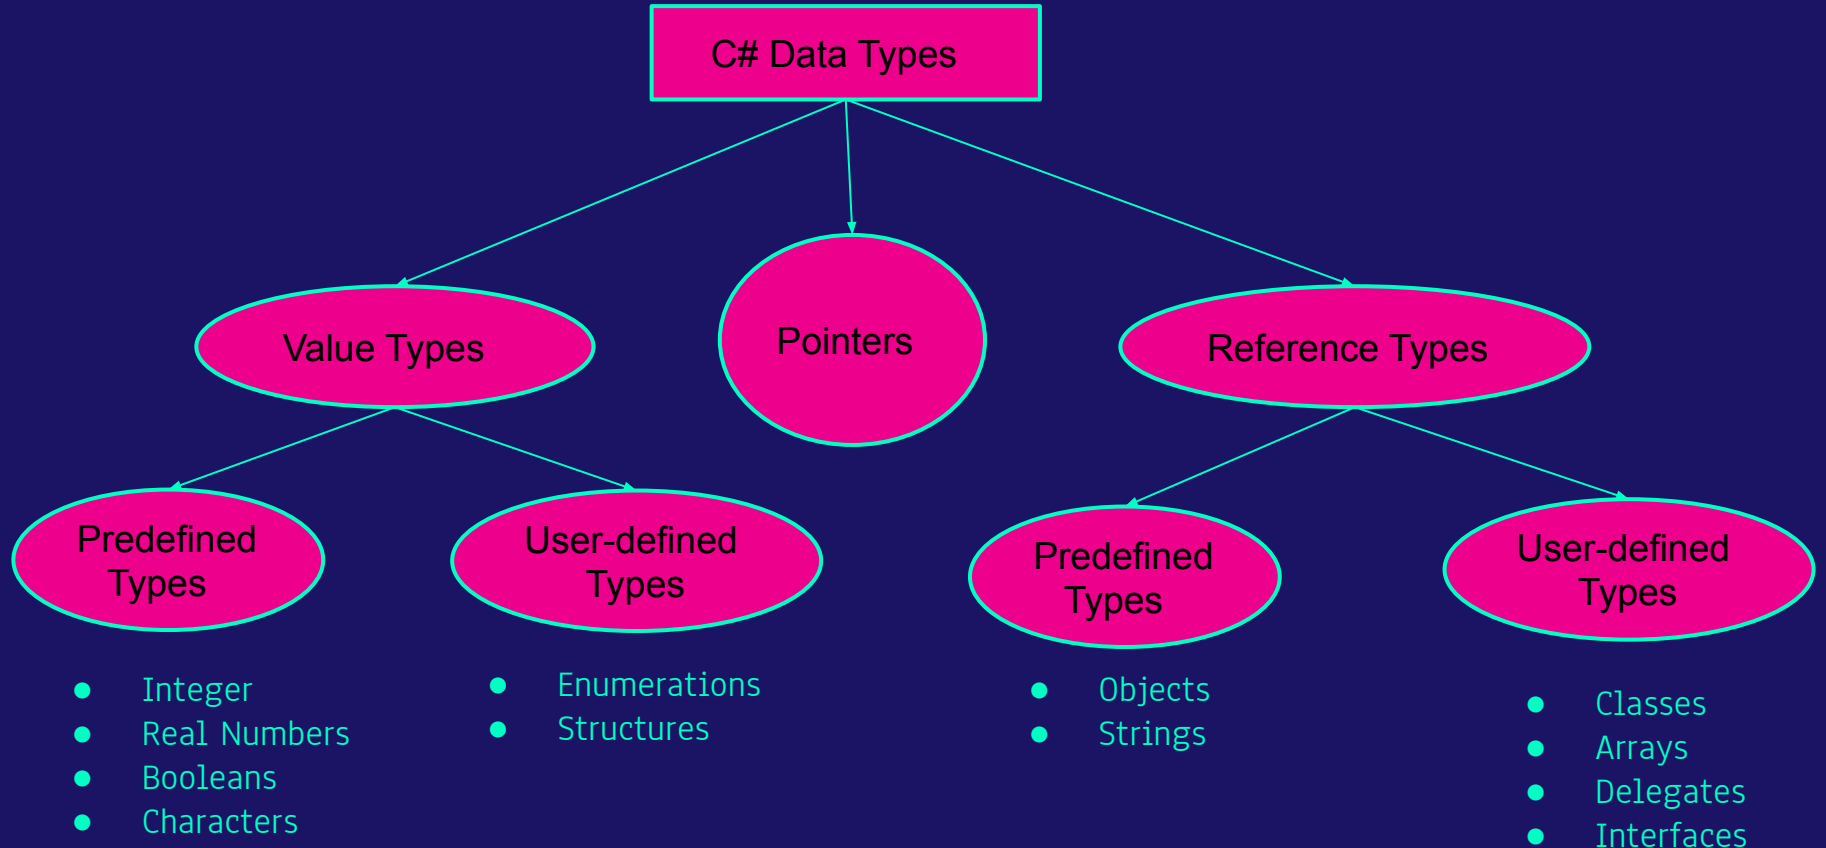 C# Data Types
Value Types
Pointers
Reference Types
Predefined
Types
User-defined
Types
Predefined
Types
User-defined
Types
● Integer
● Real Numbers
● Booleans
● Characters
● Enumerations
● Structures
● Objects
● Strings
● Classes
● Arrays
● Delegates
● Interfaces